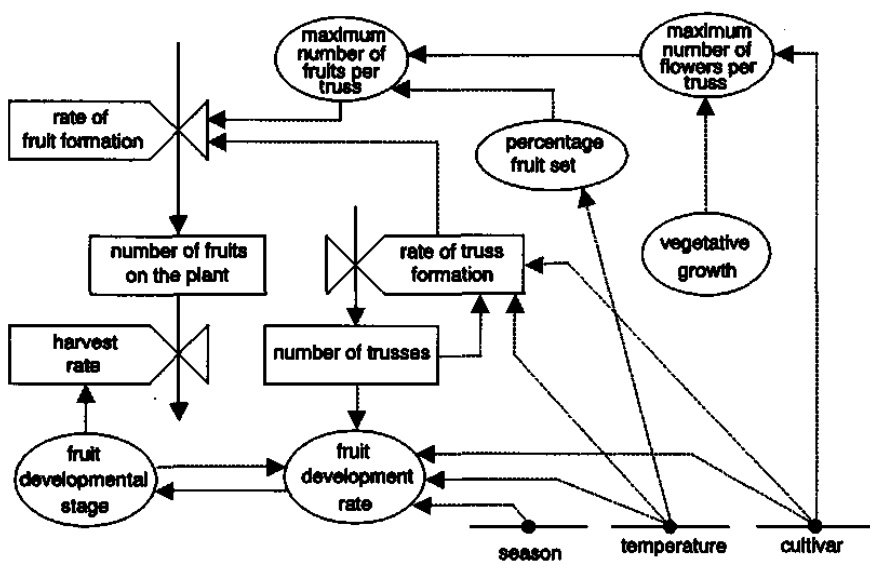 maximum
number of
fruits per
truss
maximum
number of
flowers per
truss
rate of
fruit formation
percentage
fruit set
number of fruits
on the plant
rate of truss
formation
vegetative
growth
harvest
rate
number of trusses
fruit
developmental
stage
fruit
development
rate
season
temperature
cultivar